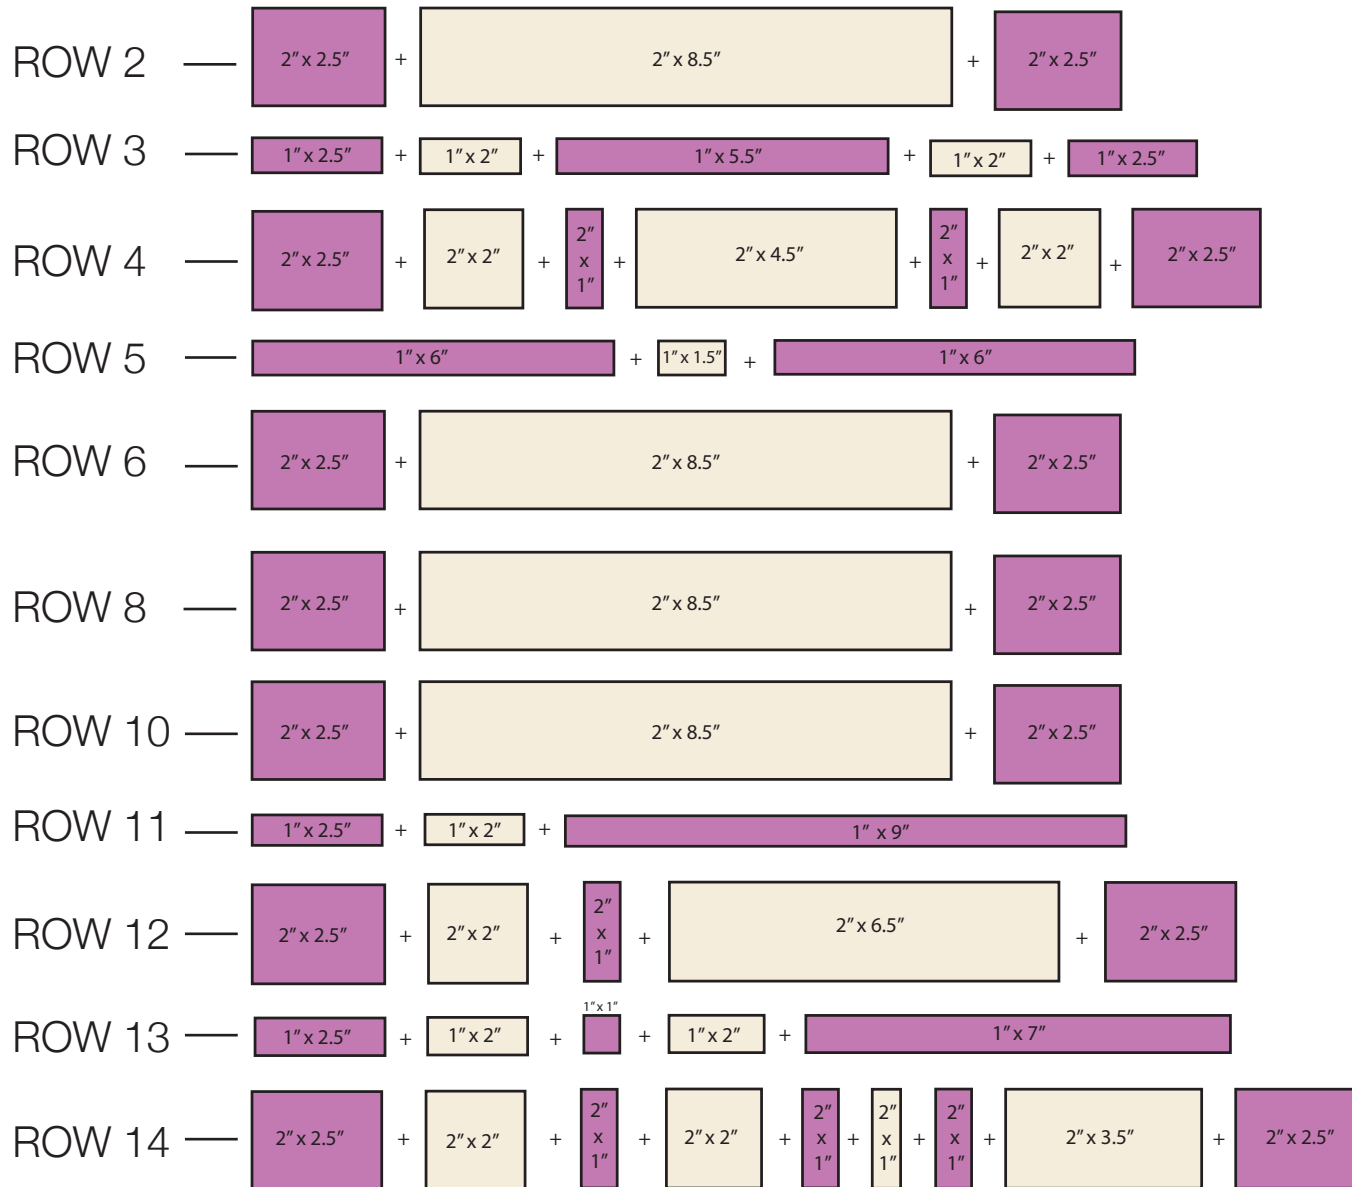 ROW 2 2" x 2.5" + 2" x 8.5" + 2" x 2.5"
ROW 3 1" x 2.5" + 1" x 2" + 1" x 5.5" + 1" x 2" + 1" x 2.5"
ROW 4 2" x 2.5" + 2" x 2" + 2" x 1" + 2" x 4.5" + 2" x 1" + 2" x 2" + 2" x 2.5"
ROW 5 1" x 6" + 1" x 1.5" + 1" x 6"
ROW 6 2" x 2.5" + 2" x 8.5" + 2" x 2.5"
ROW 8 2" x 2.5" + 2" x 8.5" + 2" x 2.5"
ROW 10 2" x 2.5" + 2" x 8.5" + 2" x 2.5"
ROW 11 1" x 2.5" + 1" x 2" + 1" x 9"
ROW 12 2" x 2.5" + 2" x 2" + 2" x 1" + 2" x 6.5" + 2" x 2.5"
ROW 13 1" x 2.5" + 1" x 2" + 1" x 1" + 1" x 2" + 1" x 7"
ROW 14 2" x 2.5" + 2" x 2" + 2" x 1" + 2" x 2" + 2" x 1" + 2" x 1" + 2" x 1" + 2" x 3.5" + 2" x 2.5"